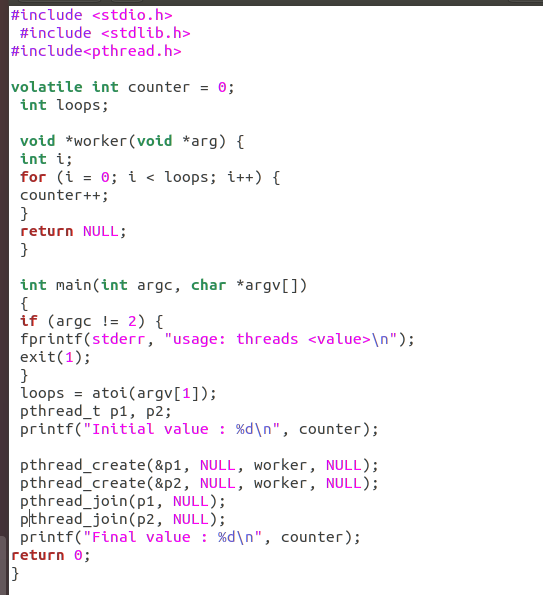 #include <stdio.h>
#include <stdlib.h>
#include<pthread.h>

volatile int counter = 0;
int loops;

void *worker(void *arg) {
int i;
for (i = 0; i < loops; i++) {
counter++;
}
return NULL;
}

int main(int argc, char *argv[])
{
if (argc != 2) {
fprintf(stderr, "usage: threads <value>\n");
exit(1);
}
loops = atoi(argv[1]);
pthread_t p1, p2;
printf("Initial value : %d\n", counter);

pthread_create(&p1, NULL, worker, NULL);
pthread_create(&p2, NULL, worker, NULL);
pthread_join(p1, NULL);
pthread_join(p2, NULL);
printf("Final value : %d\n", counter);
return 0;
}